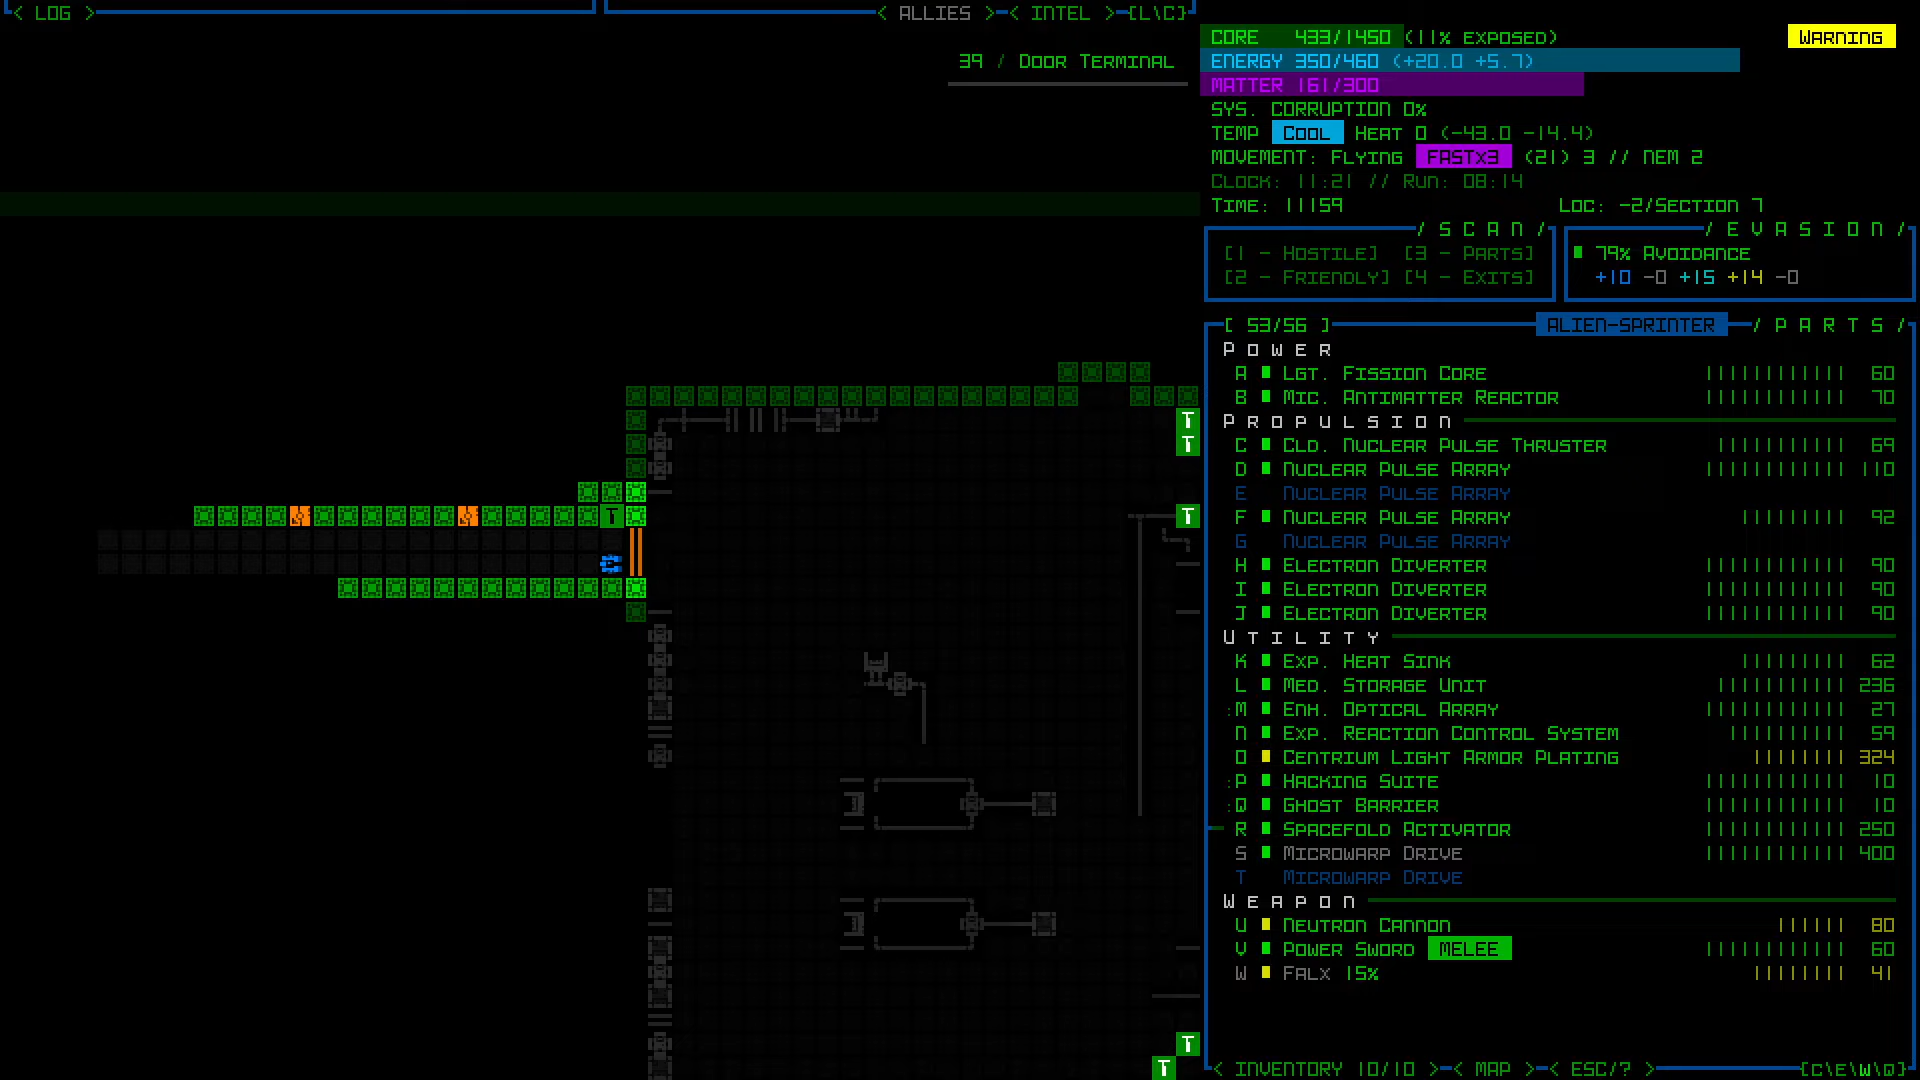 < LOG >
< ALLIES >
< INTEL >
[L\C]
39 / DOOR TERMINAL
T
T
T
T
T
T
CORE 433/1450 (11% EXPOSED)
WARNING
ENERGY 350/460 (+20.0 +5.7)
MATTER 161/300
SYS. CORRUPTION 0%
TEMP COOL HEAT 0 (-43.0 -14.4)
MOVEMENT: FLYING FASTx3 (21) 3 // NEM 2
CLOCK: 11:21 // RUN: 08:14
TIME: 11159 LOC: -2/SECTION 7
/ S C A N /
[1 - HOSTILE] [3 - PARTS]
[2 - FRIENDLY] [4 - EXITS]
/ E V A S I O N /
79% AVOIDANCE
+10 -0 +15 +14 -0
[ 53/56 ] ALIEN-SPRINTER / P A R T S /
P O W E R
A LGT. FISSION CORE 60
B MIC. ANTIMATTER REACTOR 70
P R O P U L S I O N
C CLD. NUCLEAR PULSE THRUSTER 69
D NUCLEAR PULSE ARRAY 110
E NUCLEAR PULSE ARRAY
F NUCLEAR PULSE ARRAY 92
G NUCLEAR PULSE ARRAY
H ELECTRON DIVERTER 90
I ELECTRON DIVERTER 90
J ELECTRON DIVERTER 90
U T I L I T Y
K EXP. HEAT SINK 62
L MED. STORAGE UNIT 236
:M ENH. OPTICAL ARRAY 27
N EXP. REACTION CONTROL SYSTEM 59
O CENTRIUM LIGHT ARMOR PLATING 324
:P HACKING SUITE 10
:Q GHOST BARRIER 10
R SPACEFOLD ACTIVATOR 250
S MICROWARP DRIVE 400
T MICROWARP DRIVE
W E A P O N
U NEUTRON CANNON 80
V POWER SWORD MELEE 60
W FALX 15% 41
< INVENTORY 10/10 >
< MAP >
< ESC/? >
[C\E\W\Q]